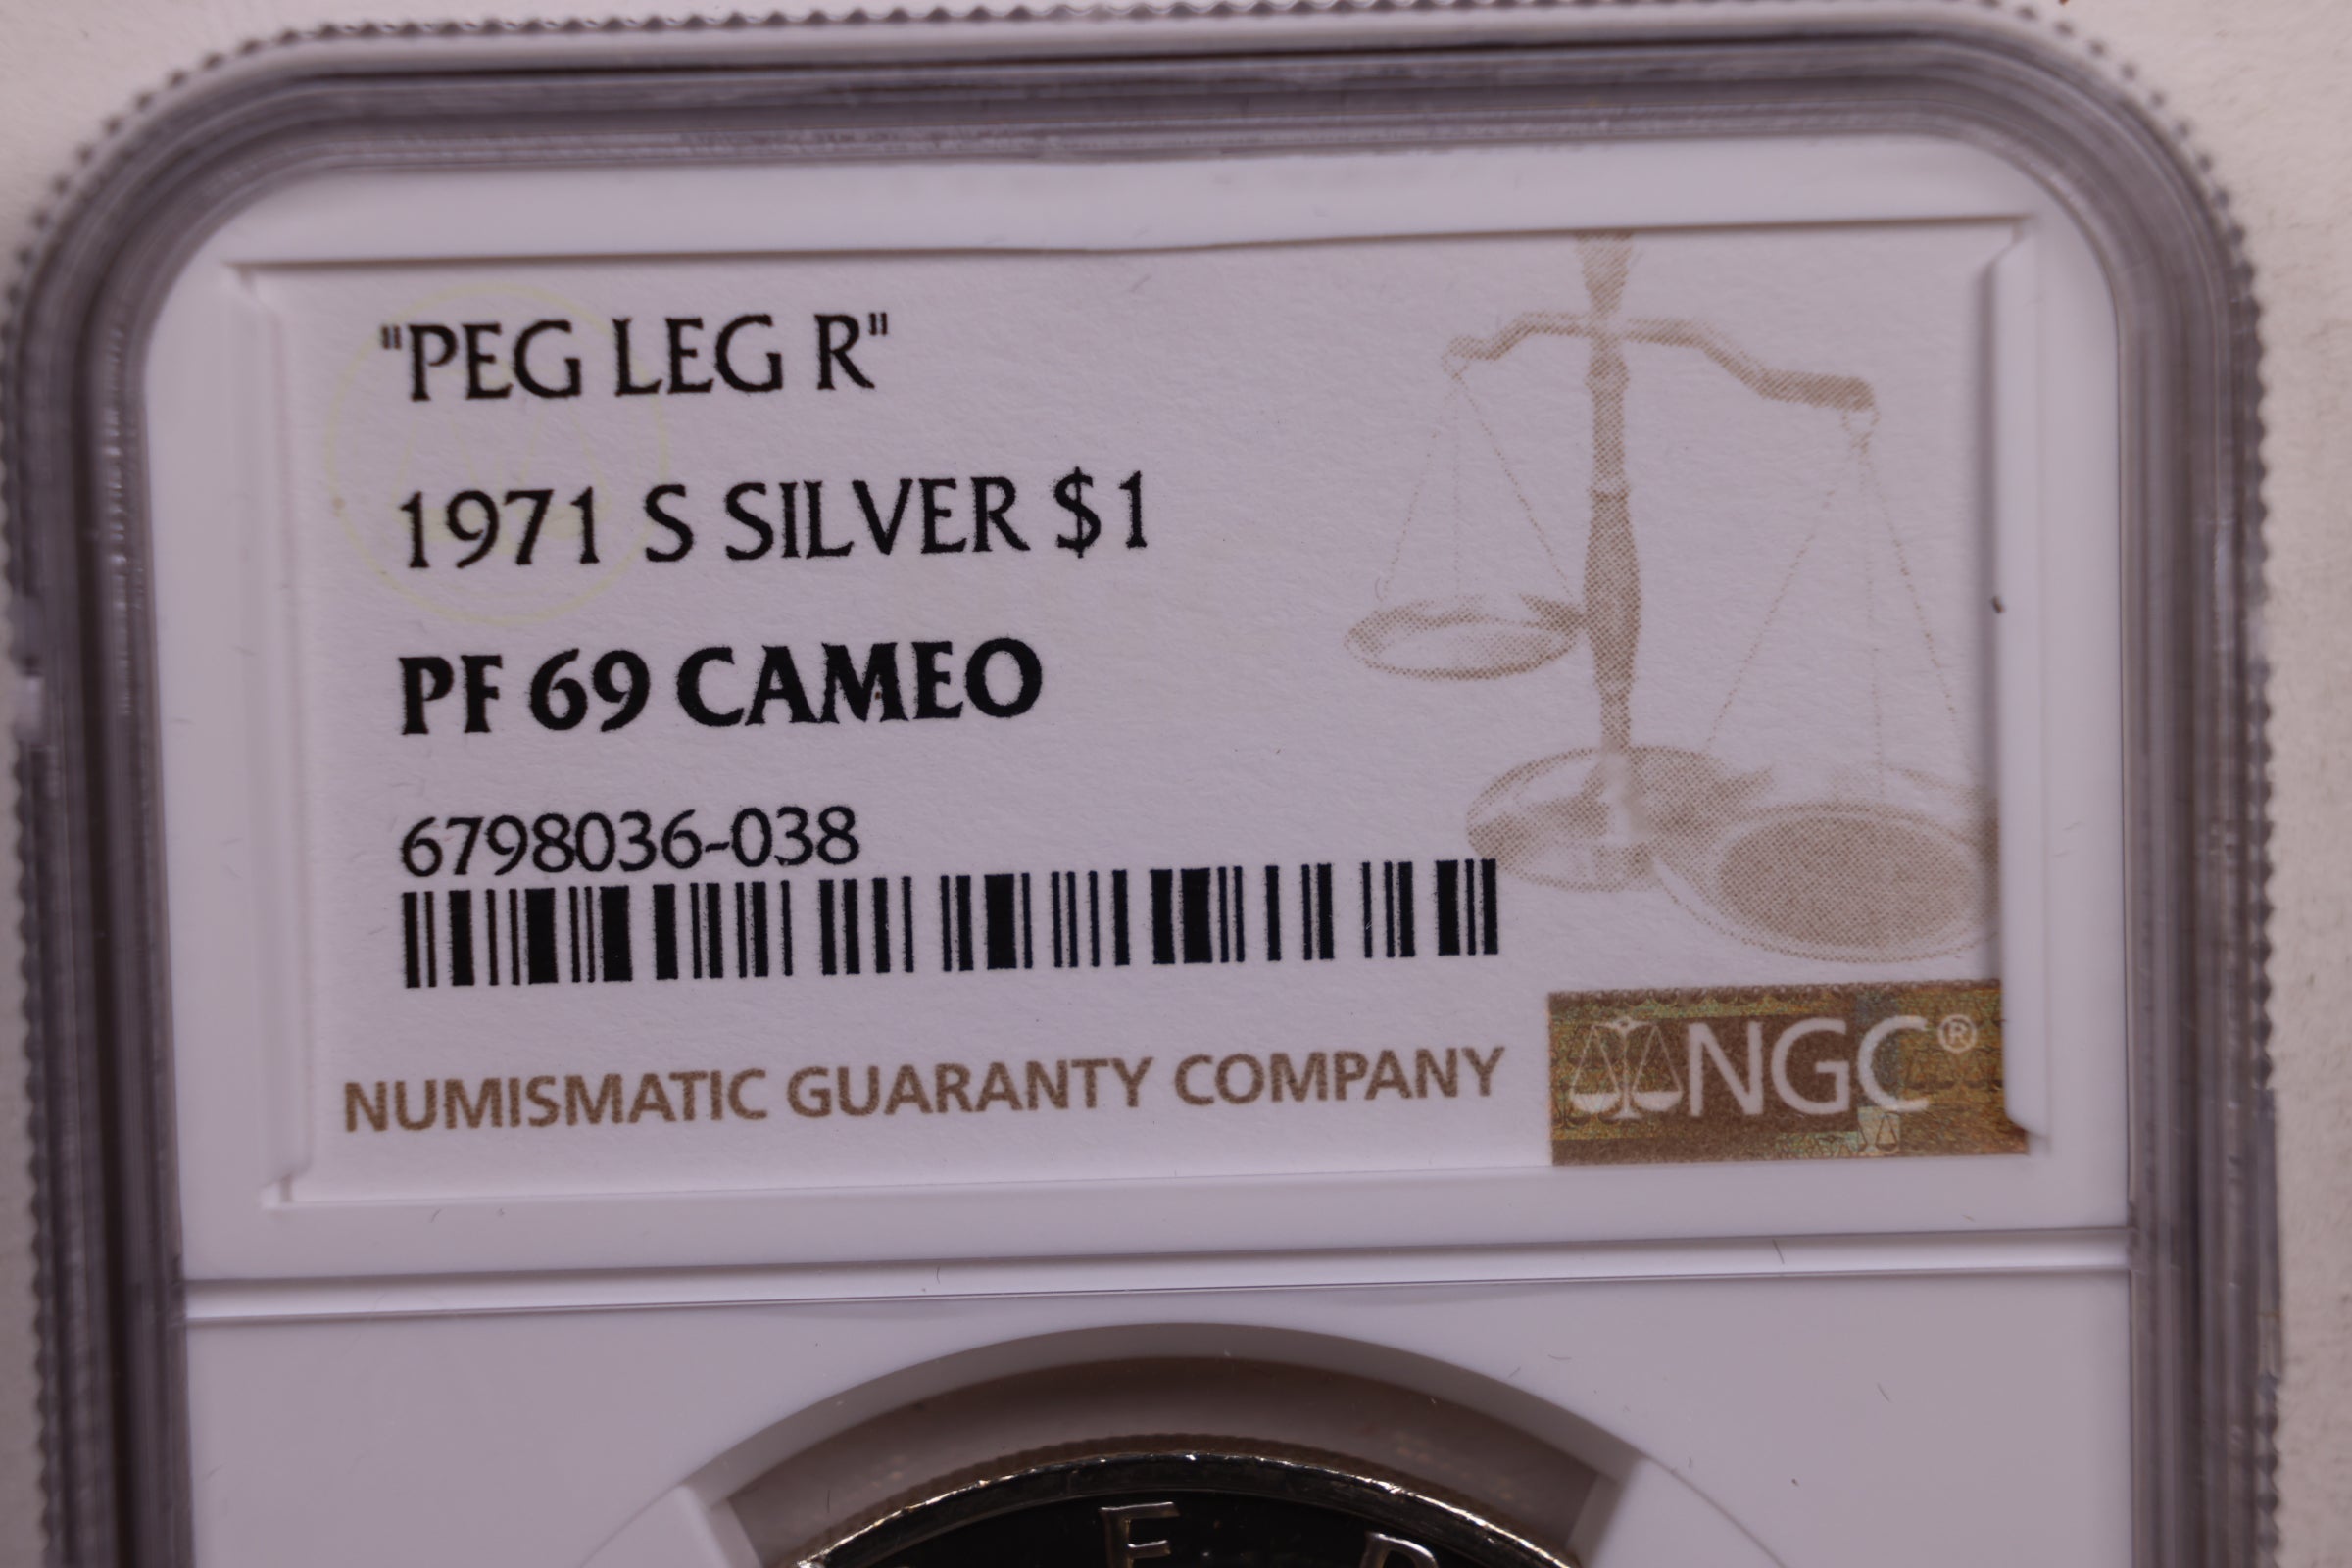 "PEG LEG R"
1971 S SILVER $1
PF 69 CAMEO
6798036-038
NUMISMATIC GUARANTY COMPANY
NGC®
E